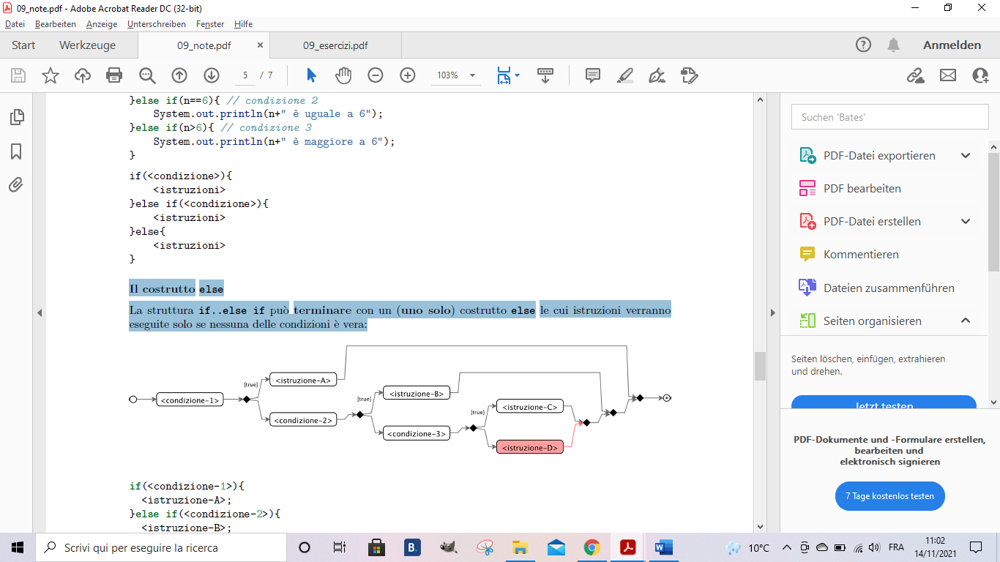 09_note.pdf - Adobe Acrobat Reader DC (32-bit)
Datei Bearbeiten Anzeige Unterschreiben Fenster Hilfe
Start Werkzeuge 09_note.pdf × 09_esercizi.pdf Anmelden
5 / 7 103%
}else if(n==6){ // condizione 2
System.out.println(n+" è uguale a 6");
}else if(n>6){ // condizione 3
System.out.println(n+" è maggiore a 6");
}
if(<condizione>){
<istruzioni>
}else if(<condizione>){
<istruzioni>
}else{
<istruzioni>
}
Il costrutto else
La struttura if..else if può terminare con un (uno solo) costrutto else le cui istruzioni verranno
eseguite solo se nessuna delle condizioni è vera:
<condizione-1>
[true]
<istruzione-A>
<condizione-2>
[true]
<istruzione-B>
<condizione-3>
[true]
<istruzione-C>
<istruzione-D>
if(<condizione-1>){
<istruzione-A>;
}else if(<condizione-2>){
<istruzione-B>;
Suchen 'Bates'
PDF-Datei exportieren
PDF bearbeiten
PDF-Datei erstellen
Kommentieren
Dateien zusammenführen
Seiten organisieren
Seiten löschen, einfügen, extrahieren
und drehen.
Jetzt testen
PDF-Dokumente und -Formulare erstellen,
bearbeiten und
elektronisch signieren
7 Tage kostenlos testen
Scrivi qui per eseguire la ricerca
B.
W
10°C
FRA
11:02
14/11/2021